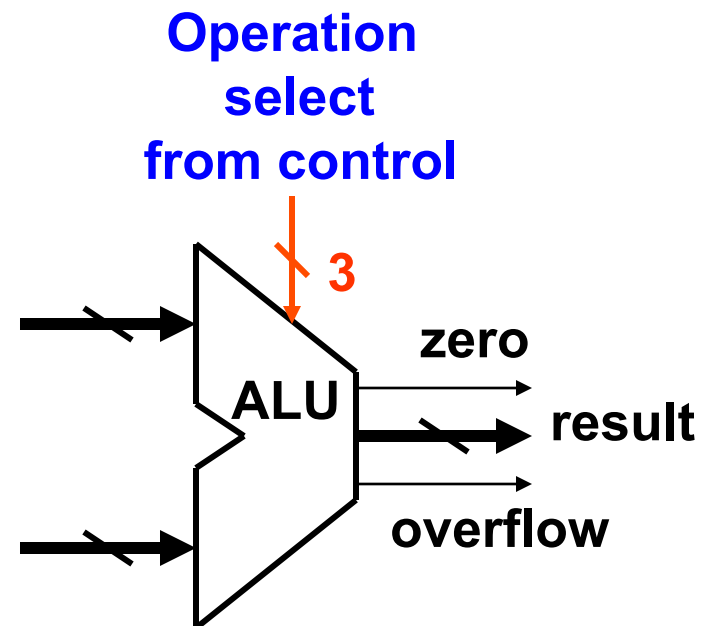 Operation
select
from control
3
zero
ALU
result
overflow